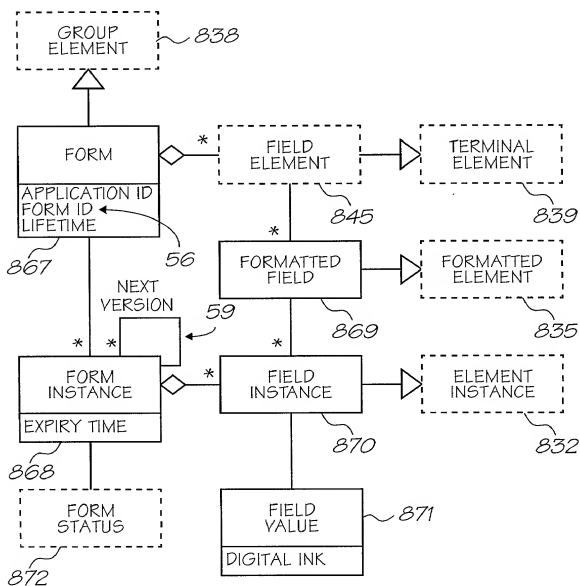 GROUP
ELEMENT
838
FORM
*
FIELD
ELEMENT
TERMINAL
ELEMENT
APPLICATION ID
FORM ID
LIFETIME
845
839
867
56
*
FORMATTED
FIELD
FORMATTED
ELEMENT
NEXT
VERSION
59
869
835
*
*
*
FORM
INSTANCE
*
FIELD
INSTANCE
ELEMENT
INSTANCE
EXPIRY TIME
868
870
832
FORM
STATUS
872
FIELD
VALUE
871
DIGITAL INK